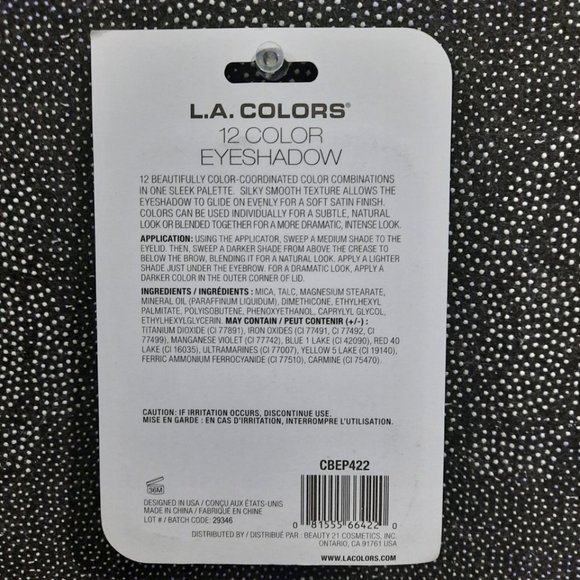 L.A. COLORS®
12 COLOR
EYESHADOW
12 BEAUTIFULLY COLOR-COORDINATED COLOR COMBINATIONS
IN ONE SLEEK PALETTE. SILKY SMOOTH TEXTURE ALLOWS THE
EYESHADOW TO GLIDE ON EVENLY FOR A SOFT SATIN FINISH.
COLORS CAN BE USED INDIVIDUALLY FOR A SUBTLE, NATURAL
LOOK OR BLENDED TOGETHER FOR A MORE DRAMATIC, INTENSE LOOK.
APPLICATION: USING THE APPLICATOR, SWEEP A MEDIUM SHADE TO THE
EYELID. THEN, SWEEP A DARKER SHADE FROM ABOVE THE CREASE TO
BELOW THE BROW, BLENDING IT FOR A NATURAL LOOK. APPLY A LIGHTER
SHADE JUST UNDER THE EYEBROW. FOR A DRAMATIC LOOK, APPLY A
DARKER COLOR IN THE OUTER CORNER OF LID.
INGREDIENTS / INGRÉDIENTS : MICA, TALC, MAGNESIUM STEARATE,
MINERAL OIL (PARAFFINUM LIQUIDUM), DIMETHICONE, ETHYLHEXYL
PALMITATE, POLYISOBUTENE, PHENOXYETHANOL, CAPRYLYL GLYCOL,
ETHYLHEXYLGLYCERIN. MAY CONTAIN / PEUT CONTENIR (+/-) :
TITANIUM DIOXIDE (CI 77891), IRON OXIDES (CI 77491, CI 77492, CI
77499), MANGANESE VIOLET (CI 77742), BLUE 1 LAKE (CI 42090), RED 40
LAKE (CI 16035), ULTRAMARINES (CI 77007), YELLOW 5 LAKE (CI 19140),
FERRIC AMMONIUM FERROCYANIDE (CI 77510), CARMINE (CI 75470).
CAUTION: IF IRRITATION OCCURS, DISCONTINUE USE.
MISE EN GARDE : EN CAS D'IRRITATION, INTERROMPRE L'UTILISATION.
CBEP422
36M
DESIGNED IN USA / CONÇU AUX ÉTATS-UNIS
MADE IN CHINA / FABRIQUÉ EN CHINE
LOT # / BATCH CODE: 29346
0 81555 66422 0
DISTRIBUTED BY / DISTRIBUÉ PAR : BEAUTY 21 COSMETICS, INC.
ONTARIO, CA 91761 USA
WWW.LACOLORS.COM